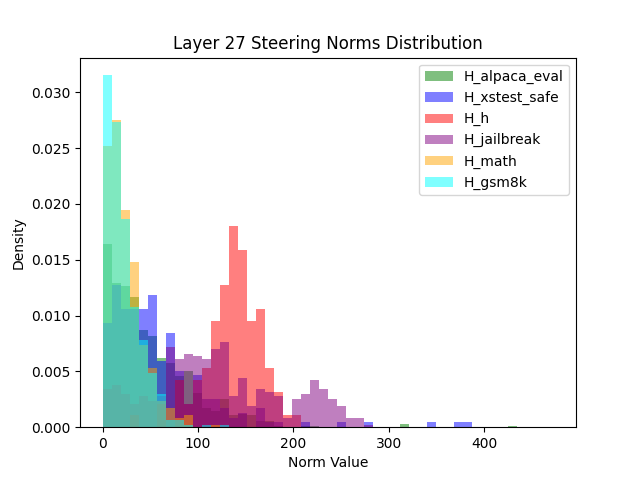 Layer 27 Steering Norms Distribution
H_alpaca_eval
H_xstest_safe
H_h
H_jailbreak
H_math
H_gsm8k
Density
0.030
0.025
0.020
0.015
0.010
0.005
0.000
0
100
200
300
400
Norm Value